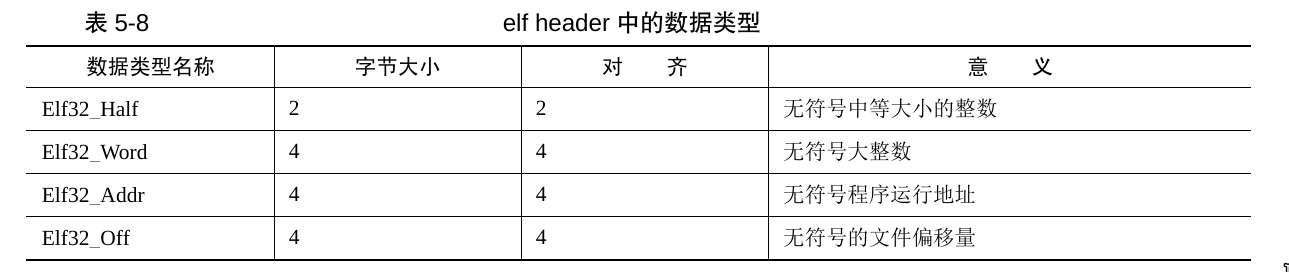 表 5-8 elf header 中的数据类型
数据类型名称 字节大小 对 齐 意 义
Elf32_Half 2 2 无符号中等大小的整数
Elf32_Word 4 4 无符号大整数
Elf32_Addr 4 4 无符号程序运行地址
Elf32_Off 4 4 无符号的文件偏移量